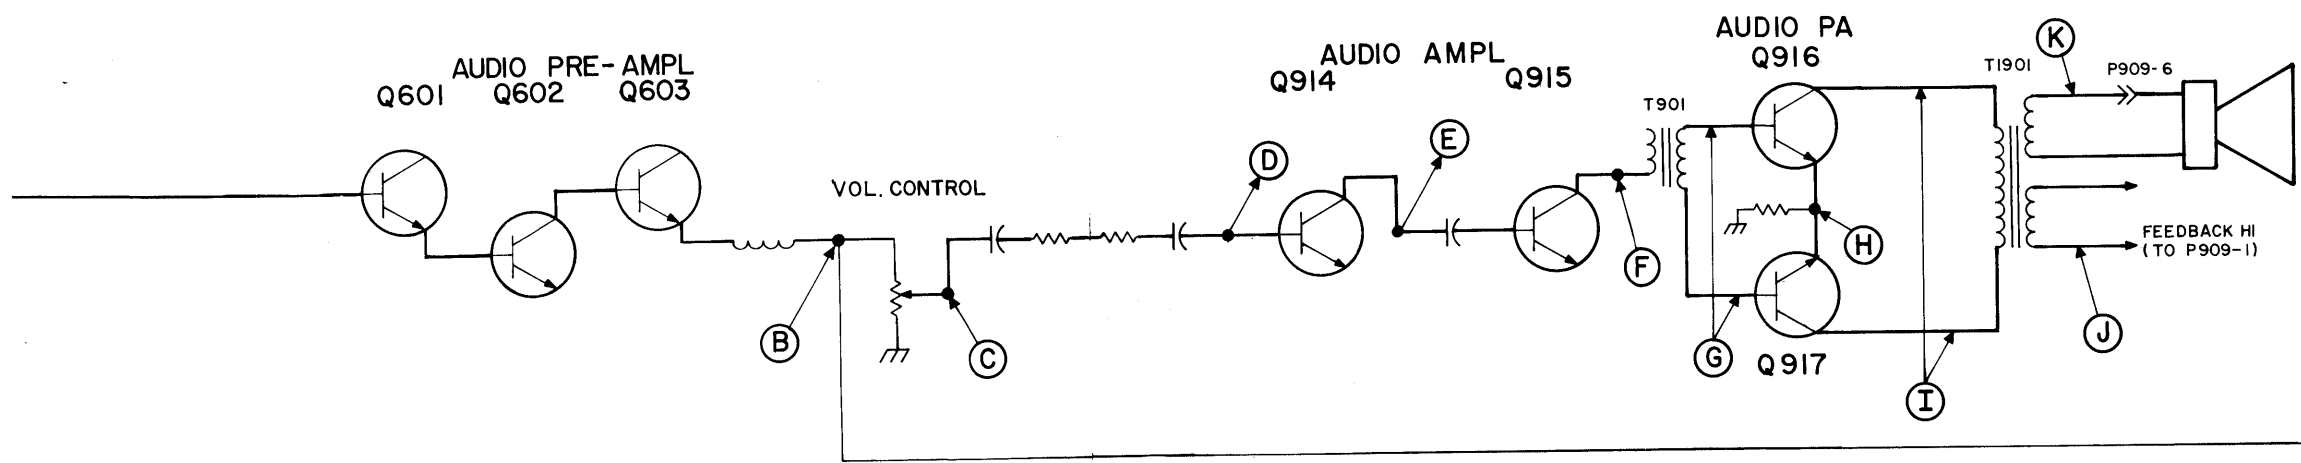 AUDIO PRE-AMPL
Q601 Q602 Q603
VOL. CONTROL
B
C
D
AUDIO AMPL
Q914 Q915
E
F
T901
G
AUDIO PA
Q916
H
Q917
I
T1901
K
P909-6
FEEDBACK HI
(TO P909-1)
J